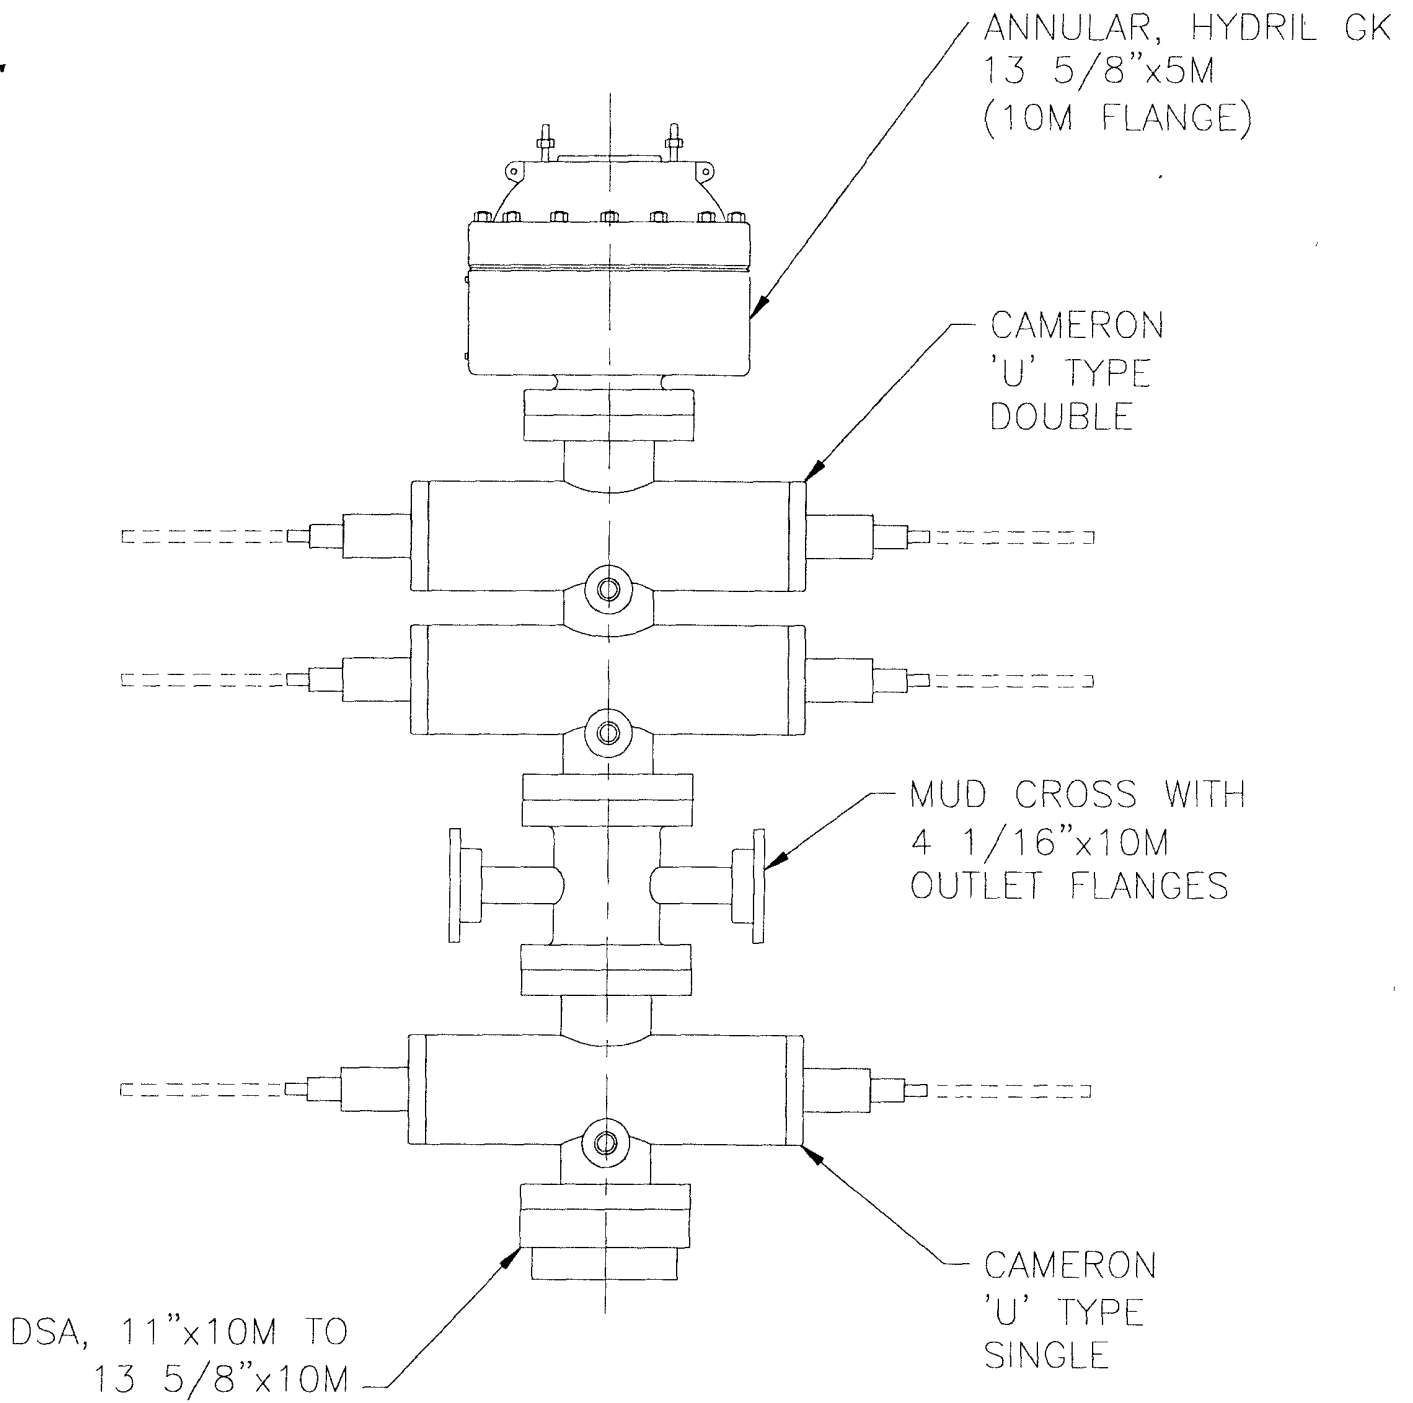 ANNULAR, HYDRIL GK
13 5/8"x5M
(10M FLANGE)
CAMERON
'U' TYPE
DOUBLE
MUD CROSS WITH
4 1/16"x10M
OUTLET FLANGES
CAMERON
'U' TYPE
SINGLE
DSA, 11"x10M TO
13 5/8"x10M